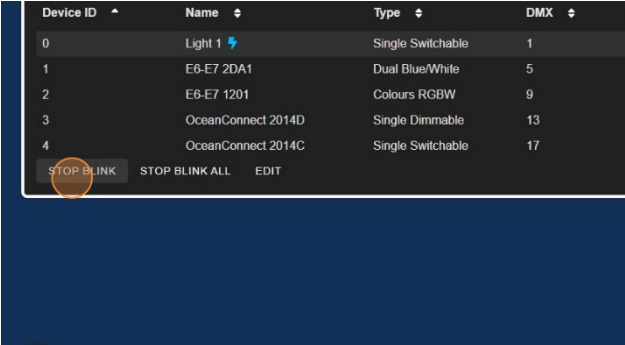 Device ID Name Type DMX
0 Light 1 Single Switchable 1
1 E6-E7 2DA1 Dual Blue/White 5
2 E6-E7 1201 Colours RGBW 9
3 OceanConnect 2014D Single Dimmable 13
4 OceanConnect 2014C Single Switchable 17
STOP BLINK STOP BLINK ALL EDIT